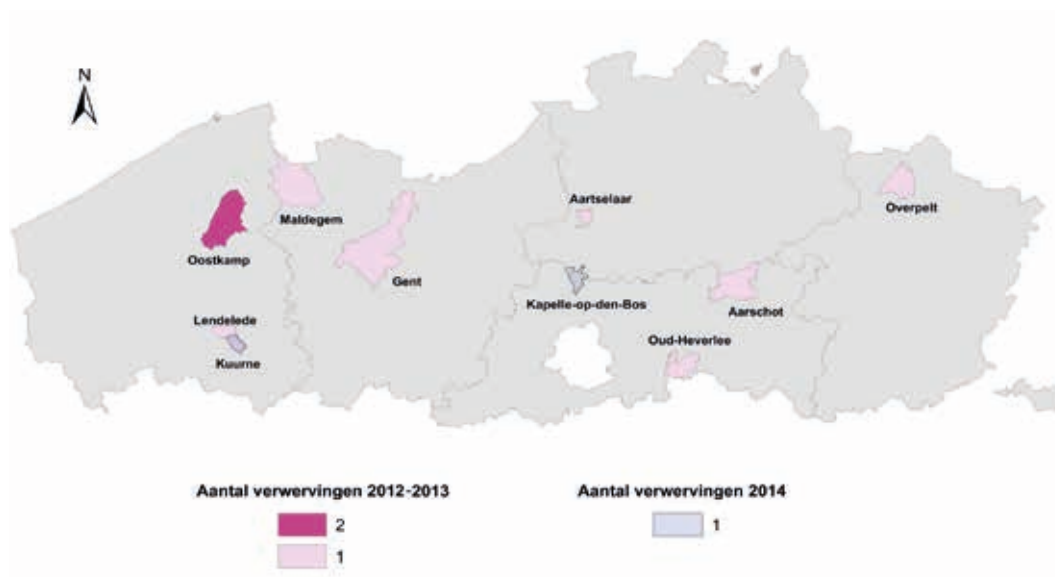 N
Maldegem
Aartselaar
Overpelt
Oostkamp
Gent
Kapelle-op-den-Bos
Aarschot
Lendelede
Oud-Heverlee
Kuurne
Aantal verwervingen 2012-2013
2
1
Aantal verwervingen 2014
1